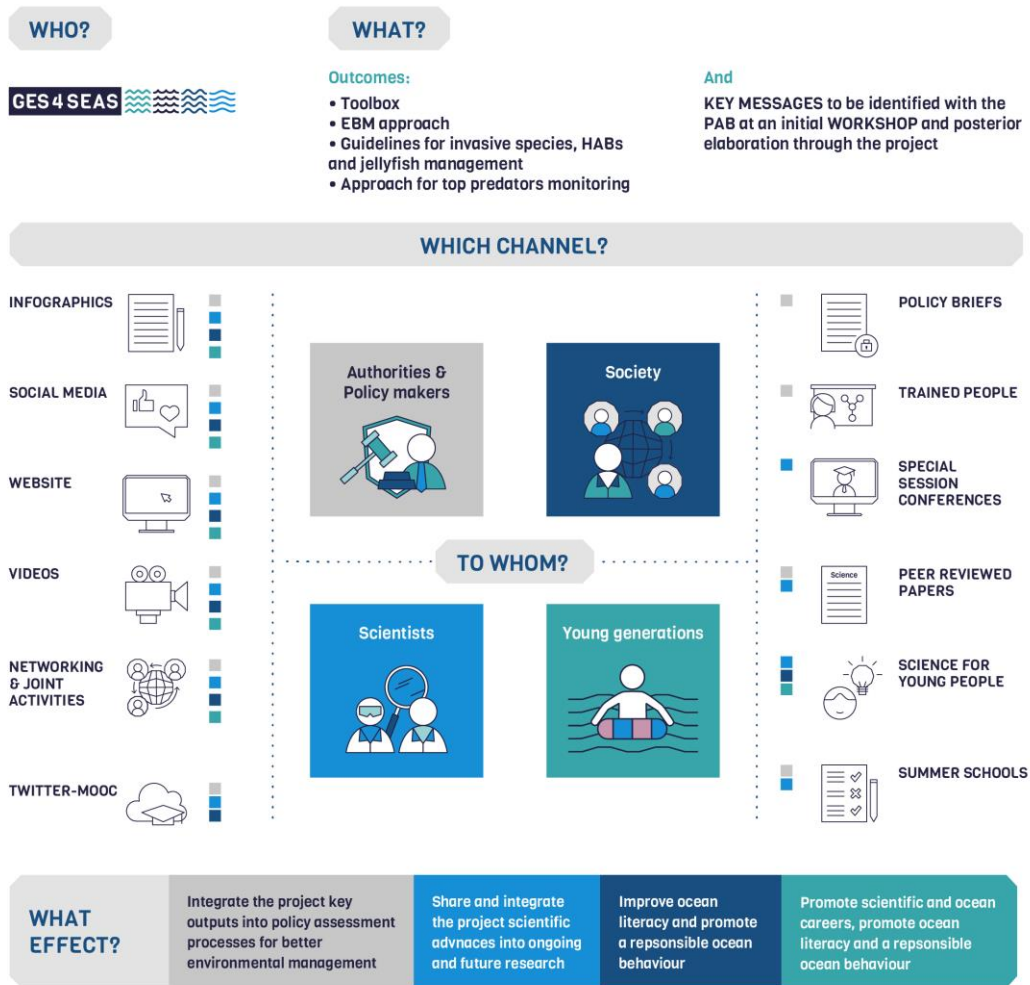 WHO?
GES4SEAS
WHAT?
Outcomes:
• Toolbox
• EBM approach
• Guidelines for invasive species, HABs
and jellyfish management
• Approach for top predators monitoring
And
KEY MESSAGES to be identified with the
PAB at an initial WORKSHOP and posterior
elaboration through the project
WHICH CHANNEL?
INFOGRAPHICS
SOCIAL MEDIA
WEBSITE
VIDEOS
NETWORKING
& JOINT
ACTIVITIES
TWITTER-MOOC
Authorities &
Policy makers
Society
TO WHOM?
Scientists
Young generations
POLICY BRIEFS
TRAINED PEOPLE
SPECIAL
SESSION
CONFERENCES
Science
PEER REVIEWED
PAPERS
SCIENCE FOR
YOUNG PEOPLE
SUMMER SCHOOLS
WHAT
EFFECT?
Integrate the project key
outputs into policy assessment
processes for better
environmental management
Share and integrate
the project scientific
advnaces into ongoing
and future research
Improve ocean
literacy and promote
a repsonsible ocean
behaviour
Promote scientific and ocean
careers, promote ocean
literacy and a repsonsible
ocean behaviour